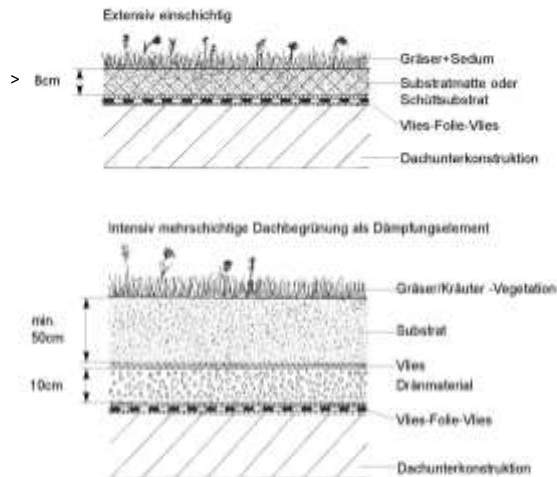 Extensiv einschichtig
Gräser+Sedum
> 8cm
Substratmatte oder
Schüttsubstrat
Vlies-Folie-Vlies
Dachunterkonstruktion
Intensiv mehrschichtige Dachbegrünung als Dämpfungselement
Gräser/Kräuter -Vegetation
min.
50cm
Substrat
Vlies
10cm
Dränmaterial
Vlies-Folie-Vlies
Dachunterkonstruktion